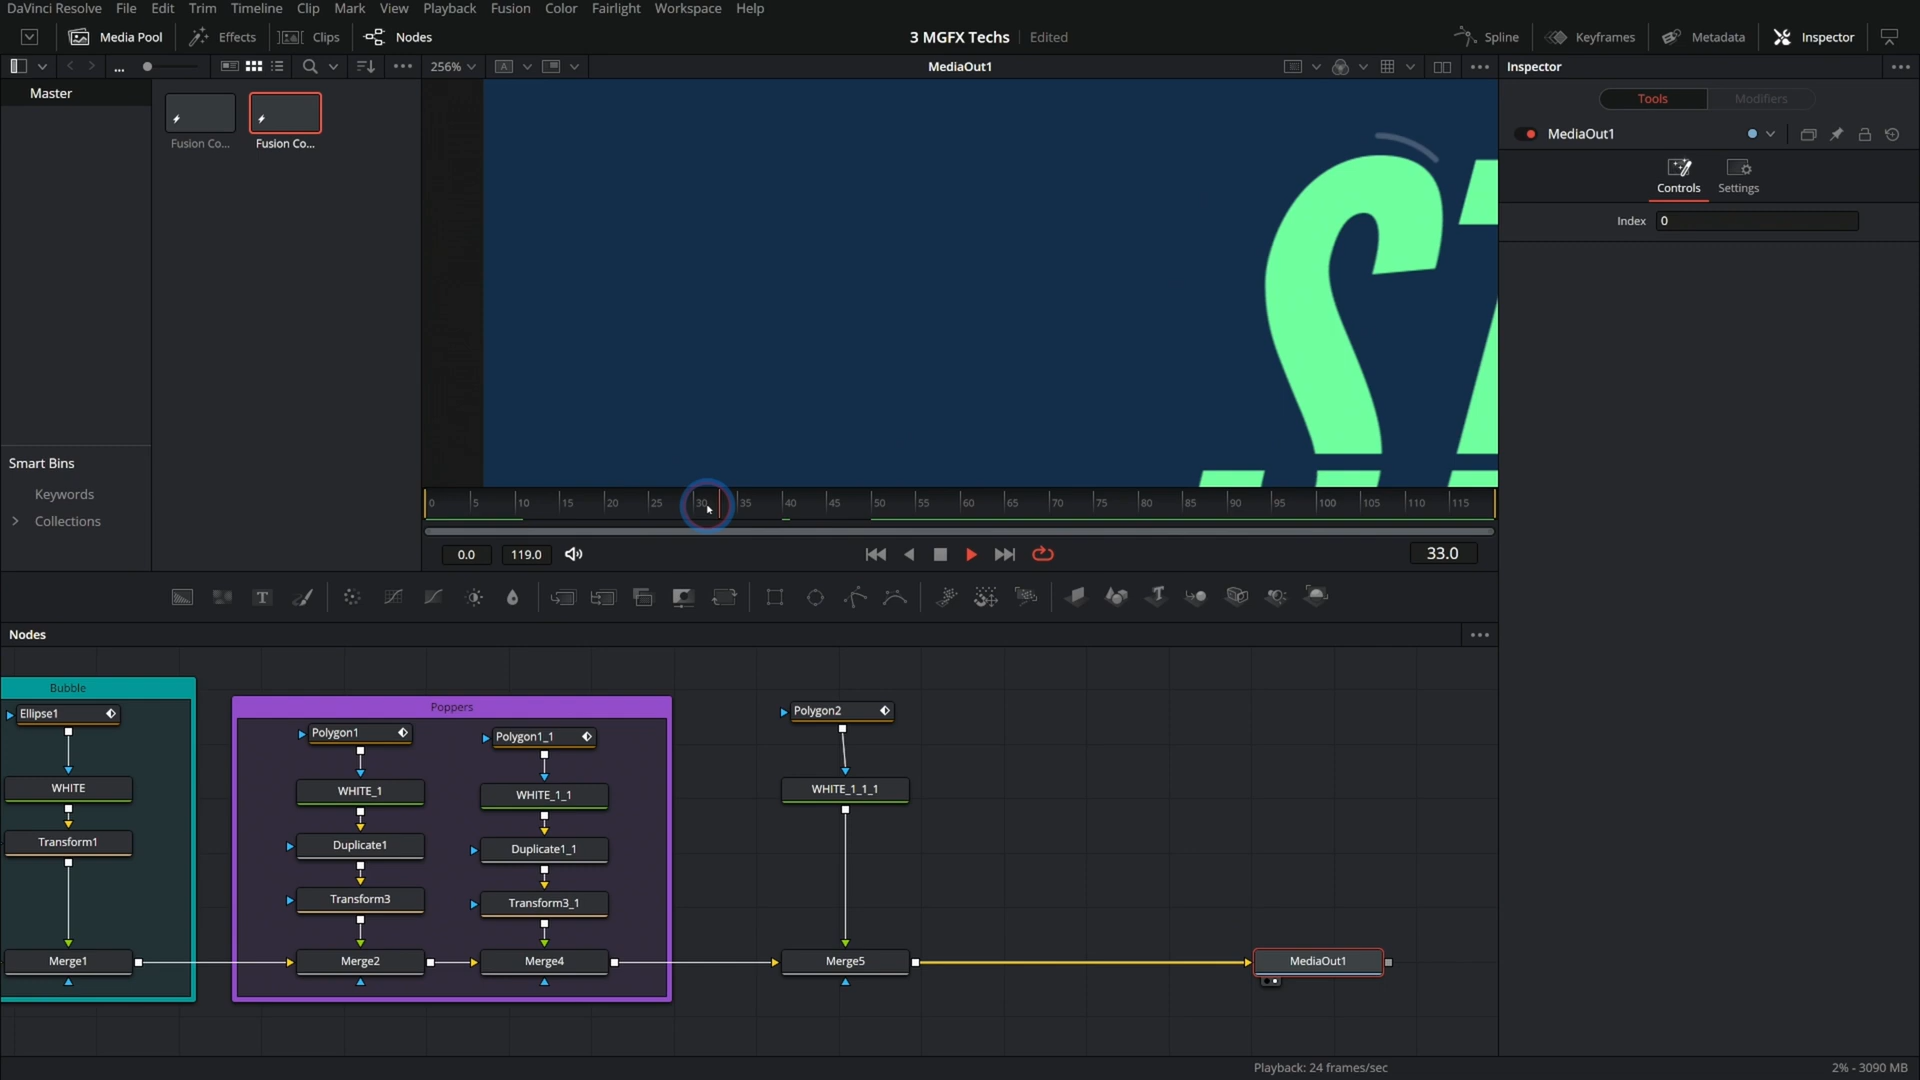 DaVinci Resolve File Edit Trim Timeline Clip Mark View Playback Fusion Color Fairlight Workspace Help
Media Pool Effects Clips Nodes 3 MGFX Techs Edited Spline Keyframes Metadata Inspector
... 256% A MediaOut1 Inspector
Master
Fusion Co... Fusion Co...
Tools Modifiers
MediaOut1
Controls Settings
Index 0
Smart Bins
Keywords
Collections
0 5 10 15 20 25 30 35 40 45 50 55 60 65 70 75 80 85 90 95 100 105 110 115
0.0 119.0 33.0
T T
Nodes
Bubble
Poppers
Ellipse1 Polygon1 Polygon1_1 Polygon2
WHITE WHITE_1 WHITE_1_1 WHITE_1_1_1
Transform1 Duplicate1 Duplicate1_1
Transform3 Transform3_1
Merge1 Merge2 Merge4 Merge5 MediaOut1
Playback: 24 frames/sec 2% - 3090 MB